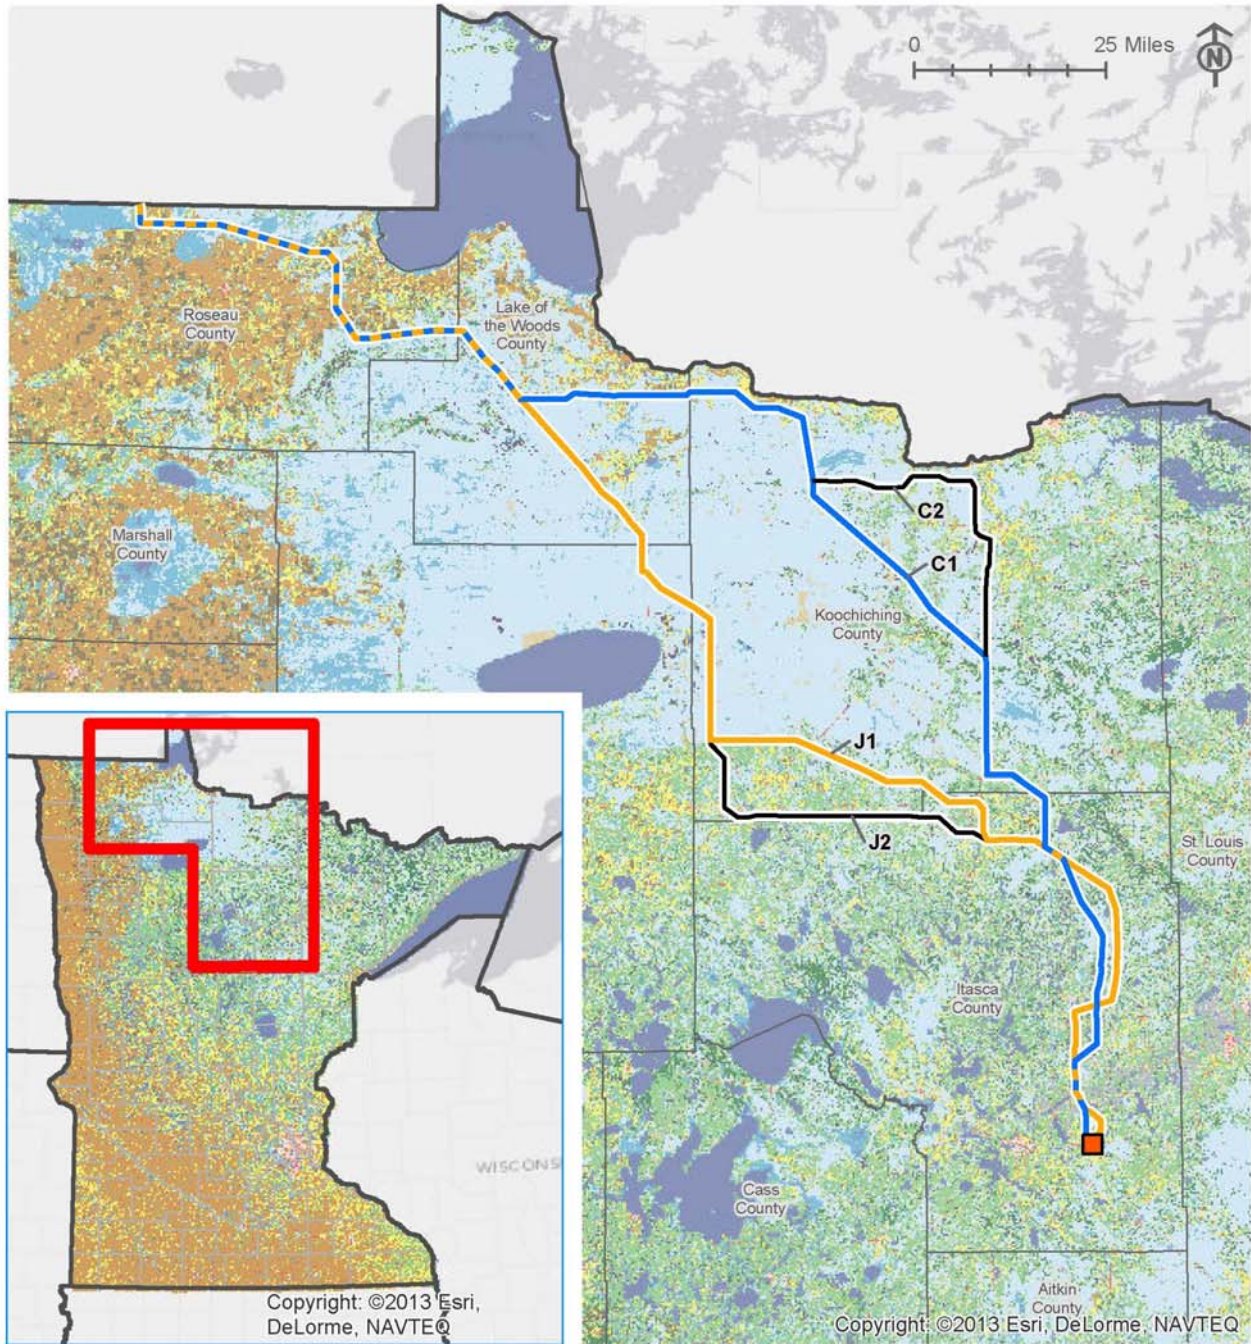 0 25 Miles
N
Roseau
County
Lake of
the Woods
County
C2
Marshall
County
C1
Koochiching
County
J1
J2
St. Louis
County
Itasca
County
Cass
County
WISCONS
Aitkin
County
Copyright: ©2013 Esri,
DeLorme, NAVTEQ
Copyright: ©2013 Esri, DeLorme, NAVTEQ